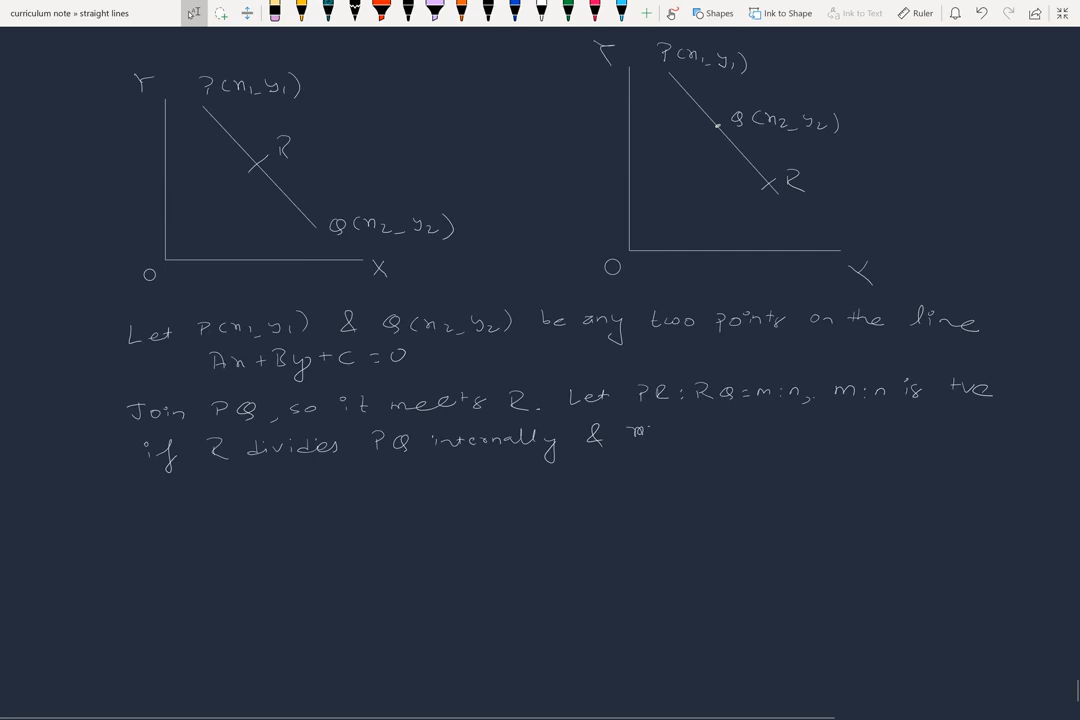 curriculum note » straight lines
Shapes Ink to Shape Ink to Text Ruler
Y P(x1, y1)
R
Q(x2, y2)
O X
Y P(x1, y1)
Q(x2, y2)
R
O X
Let P(x1, y1) & Q(x2, y2) be any two points on the line
Ax + By + C = 0
Join PQ, so it meets R. Let PR : RQ = m:n, m:n is +ve
if R dividies PQ internally & m